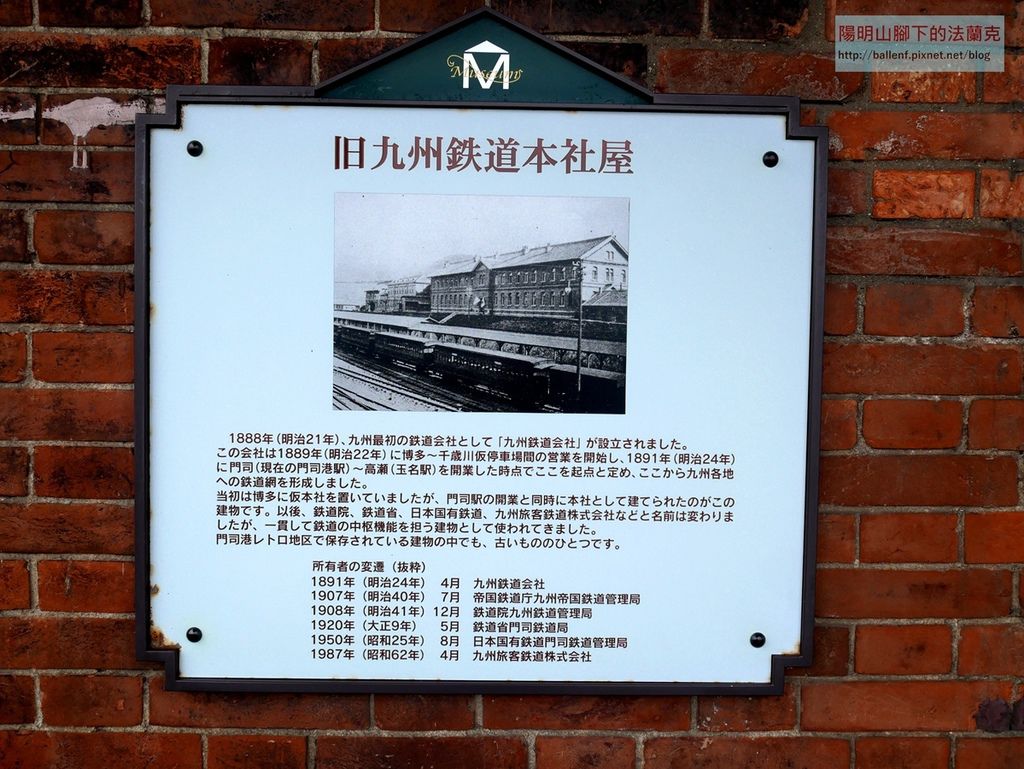 陽明山腳下的法蘭克
http://ballenf.pixnet.net/blog
Museum
M
旧九州鉄道本社屋
1888年(明治21年)、九州最初の鉄道会社として「九州鉄道会社」が設立されました。
この会社は1889年(明治22年)に博多～千歳川仮停車場間の営業を開始し、1891年(明治24年)
に門司(現在の門司港駅)～高瀬(玉名駅)を開業した時点でここを起点と定め、ここから九州各地
への鉄道網を形成しました。
当初は博多に仮本社を置いていましたが、門司駅の開業と同時に本社として建てられたのがこの
建物です。以後、鉄道院、鉄道省、日本国有鉄道、九州旅客鉄道株式会社などと名前は変わりま
したが、一貫して鉄道の中枢機能を担う建物として使われてきました。
門司港レトロ地区で保存されている建物の中でも、古いもののひとつです。
所有者の変遷(抜粋)
1891年(明治24年) 4月 九州鉄道会社
1907年(明治40年) 7月 帝国鉄道庁九州帝国鉄道管理局
1908年(明治41年) 12月 鉄道院九州鉄道管理局
1920年(大正9年) 5月 鉄道省門司鉄道局
1950年(昭和25年) 8月 日本国有鉄道門司鉄道管理局
1987年(昭和62年) 4月 九州旅客鉄道株式会社